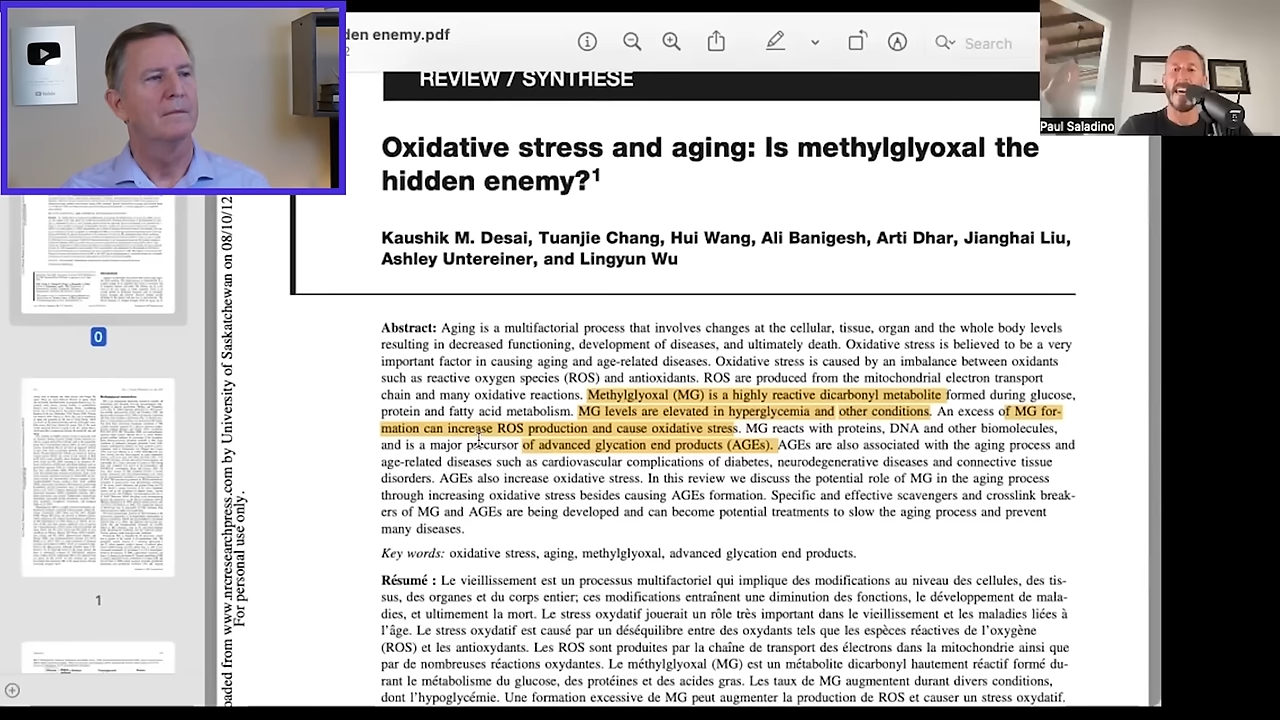 den enemy.pdf
2
Search
Paul Saladino
REVIEW / SYNTHÈSE
Oxidative stress and aging: Is methylglyoxal the
hidden enemy?1
Kaushik M. Desai, Tuanjie Chang, Hui Wang, Ali Banigesh, Arti Dhar, Jianghai Liu,
Ashley Untereiner, and Lingyun Wu
Abstract: Aging is a multifactorial process that involves changes at the cellular, tissue, organ and the whole body levels
resulting in decreased functioning, development of diseases, and ultimately death. Oxidative stress is believed to be a very
important factor in causing aging and age-related diseases. Oxidative stress is caused by an imbalance between oxidants
such as reactive oxygen species (ROS) and antioxidants. ROS are produced from the mitochondrial electron transport
chain and many oxidative reactions. Methylglyoxal (MG) is a highly reactive dicarbonyl metabolite formed during glucose,
protein and fatty acid metabolism. MG levels are elevated in hyperglycemia and other conditions. An excess of MG for-
mation can increase ROS production and cause oxidative stress. MG reacts with proteins, DNA and other biomolecules,
and is a major precursor of advanced glycation end products (AGEs). AGEs are also associated with the aging process and
age-related diseases such as cardiovascular complications of diabetes, neurodegenerative diseases and connective tissue
disorders. AGEs also increase oxidative stress. In this review we discuss the potential role of MG in the aging process
through increasing oxidative stress besides causing AGEs formation. Specific and effective scavengers and crosslink break-
ers of MG and AGEs are being developed and can become potential treatments to slow the aging process and prevent
many diseases.
Key words: oxidative stress, aging, methylglyoxal, advanced glycation end products.
Résumé : Le vieillissement est un processus multifactoriel qui implique des modifications au niveau des cellules, des tis-
sus, des organes et du corps entier; ces modifications entraînent une diminution des fonctions, le développement de mala-
dies, et ultimement la mort. Le stress oxydatif jouerait un rôle très important dans le vieillissement et les maladies liées à
l'âge. Le stress oxydatif est causé par un déséquilibre entre des oxydants tels que les espèces réactives de l'oxygène
(ROS) et les antioxydants. Les ROS sont produites par la chaîne de transport des électrons dans la mitochondrie ainsi que
par de nombreuses réactions oxydantes. Le méthylglyoxal (MG) est un métabolite dicarbonyl hautement réactif formé du-
rant le métabolisme du glucose, des protéines et des acides gras. Les taux de MG augmentent durant divers conditions,
dont l'hypoglycémie. Une formation excessive de MG peut augmenter la production de ROS et causer un stress oxydatif.
oaded from www.nrcresearchpress.com by University of Saskatchewan on 08/10/12
For personal use only.
0
1